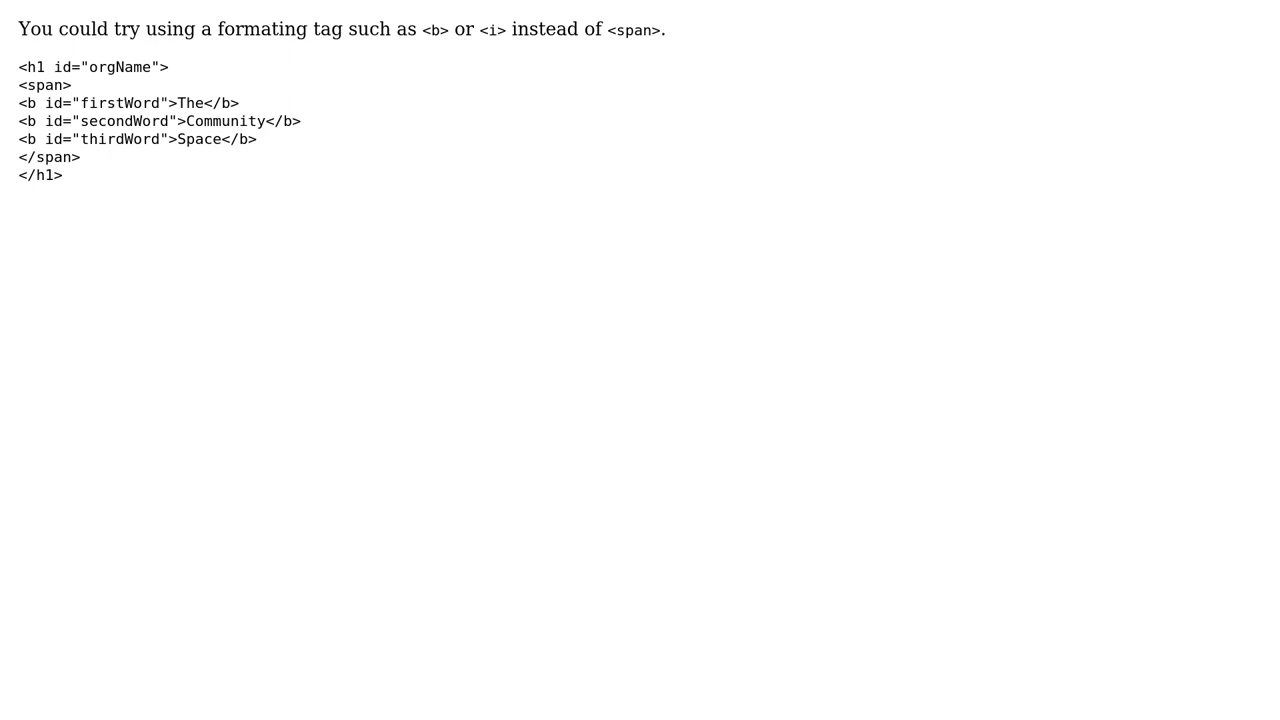 You could try using a formating tag such as <b> or <i> instead of <span>.
<h1 id="orgName">
<span>
<b id="firstWord">The</b>
<b id="secondWord">Community</b>
<b id="thirdWord">Space</b>
</span>
</h1>